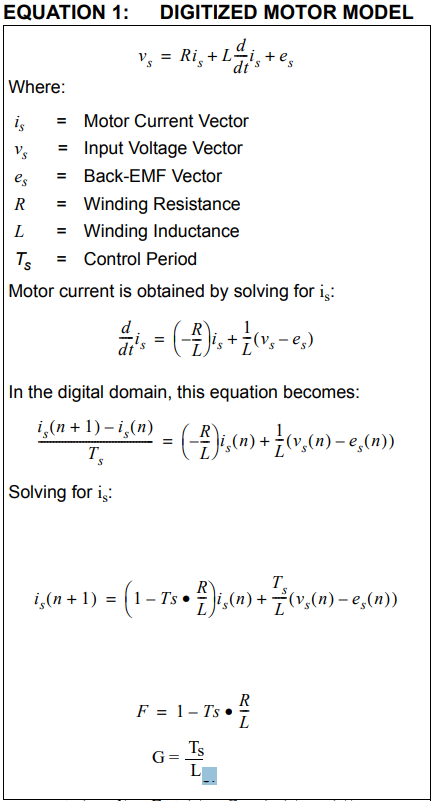 EQUATION 1: DIGITIZED MOTOR MODEL
v_s = Ri_s + L d/dt i_s + e_s
Where:
i_s = Motor Current Vector
v_s = Input Voltage Vector
e_s = Back-EMF Vector
R = Winding Resistance
L = Winding Inductance
T_s = Control Period
Motor current is obtained by solving for i_s:
d/dt i_s = (−R/L)i_s + 1/L(v_s − e_s)
In the digital domain, this equation becomes:
(i_s(n + 1) − i_s(n))/T_s = (−R/L)i_s(n) + 1/L(v_s(n) − e_s(n))
Solving for i_s:
i_s(n + 1) = (1 − Ts • R/L)i_s(n) + T_s/L(v_s(n) − e_s(n))
F = 1 − Ts • R/L
G = T_s/L